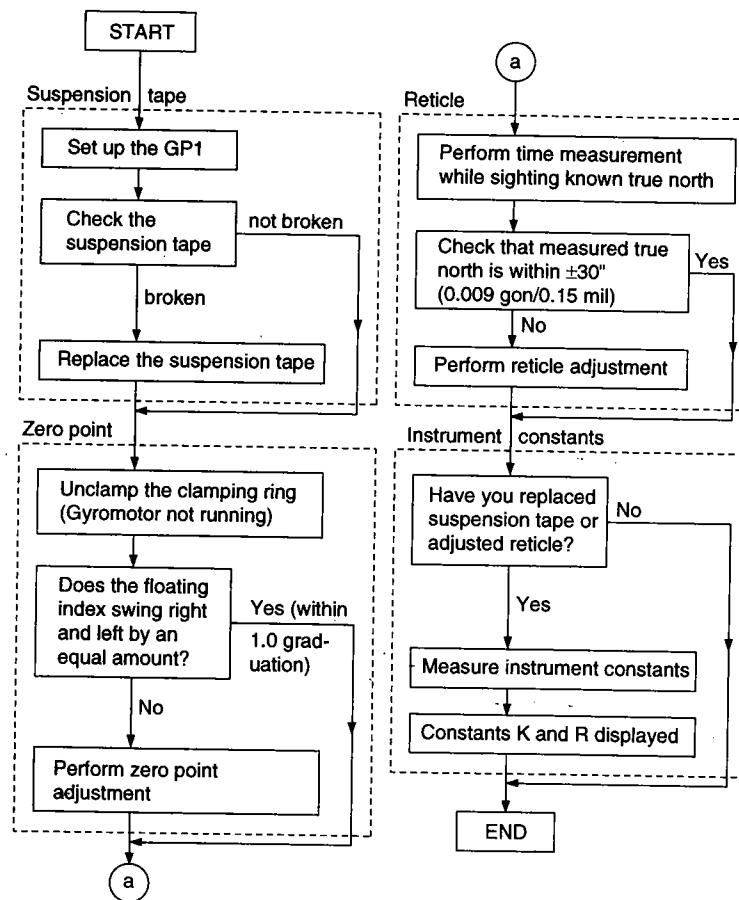 START
Suspension tape
Set up the GP1
Check the
suspension tape
not broken
broken
Replace the suspension tape
Zero point
Unclamp the clamping ring
(Gyromotor not running)
Does the floating
index swing right
and left by an
equal amount?
Yes (within
1.0 grad-
uation)
No
Perform zero point
adjustment
a
a
Reticle
Perform time measurement
while sighting known true north
Check that measured true
north is within ±30"
(0.009 gon/0.15 mil)
Yes
No
Perform reticle adjustment
Instrument constants
Have you replaced
suspension tape or
adjusted reticle?
No
Yes
Measure instrument constants
Constants K and R displayed
END